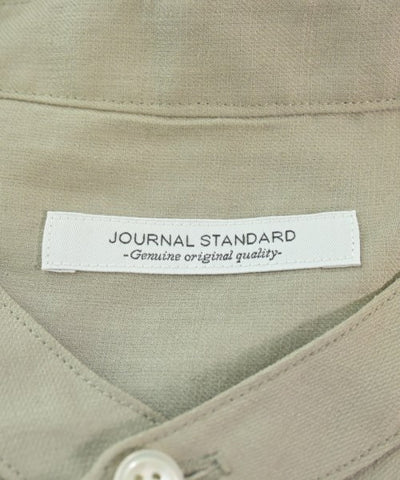 JOURNAL STANDARD
-Genuine original quality-